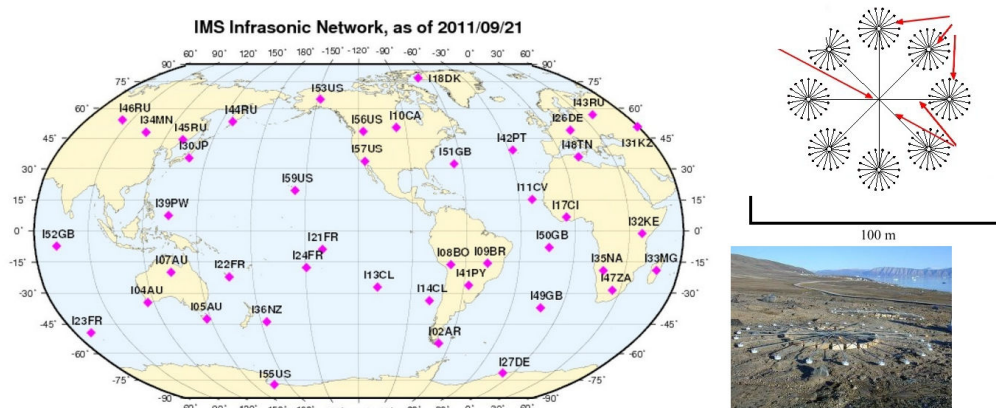 IMS Infrasonic Network, as of 2011/09/21
60° 90° 120° 150° 180° -150° -120° -90° -60° -30° 0° 30° 60°
90° 90°
75° 75°
I18DK
I53US
60° 60°
I46RU I44RU I43RU
I34MN I56US I10CA I26DE
I45RU
I30JP I42PT I48TN I31KZ
I57US I51GB
30° 30°
I59US
I11CV
15° 15°
I39PW I17CI
I32KE
0° 0°
I52GB I21FR I50GB
I24FR I08BO I09BR
I07AU I22FR I35NA I33MG
-15° -15°
I13CL I41PY I47ZA
I04AU I14CL
-30° -30°
I05AU I36NZ I49GB
I23FR
-45° -45°
I02AR
-60° -60°
I55US I27DE
-75° -75°
-90° -90°
100 m